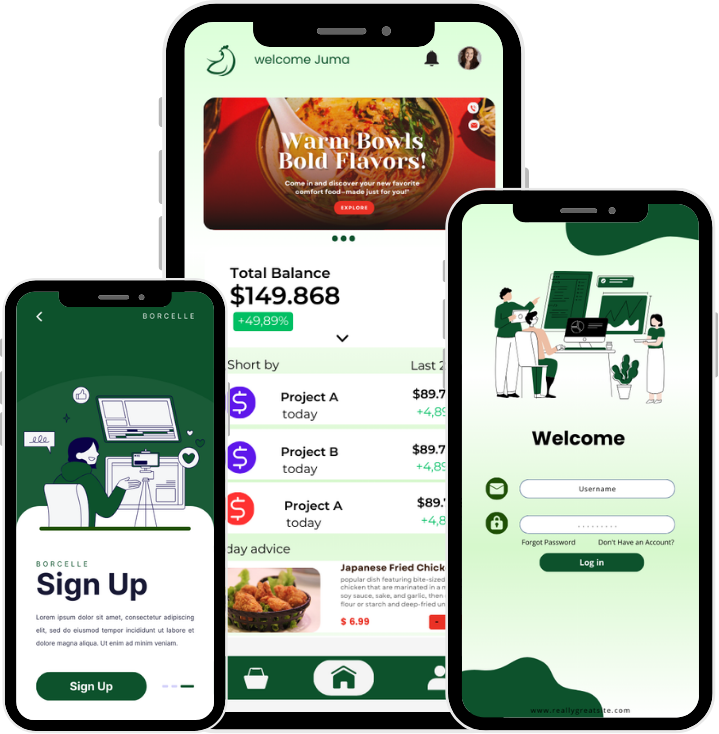 welcome Juma
Warm Bowls
Bold Flavors!
Come in and discover your new favorite
comfort food—made just for you!"
EXPLORE
Total Balance
$149.868
+49,89%
Short by
Last 2
Project A
$89.7
today
+4,89
Project B
$89.7
today
+4,89
Project A
$89.7
today
+4,8
day advice
Japanese Fried Chick
popular dish featuring bite-sized
chicken that are marinated in a m
soy sauce, sake, and garlic, then
flour or starch and deep-fried un
$ 6.99
BORCELLE
BORCELLE
Sign Up
Lorem ipsum dolor sit amet, consectetur adipiscing
elit, sed do eiusmod tempor incididunt ut labore et
dolore magna aliqua. Ut enim ad minim veniam.
Sign Up
Welcome
Username
Forgot Password
Don't Have an Account?
Log in
www.reallygreatsite.com